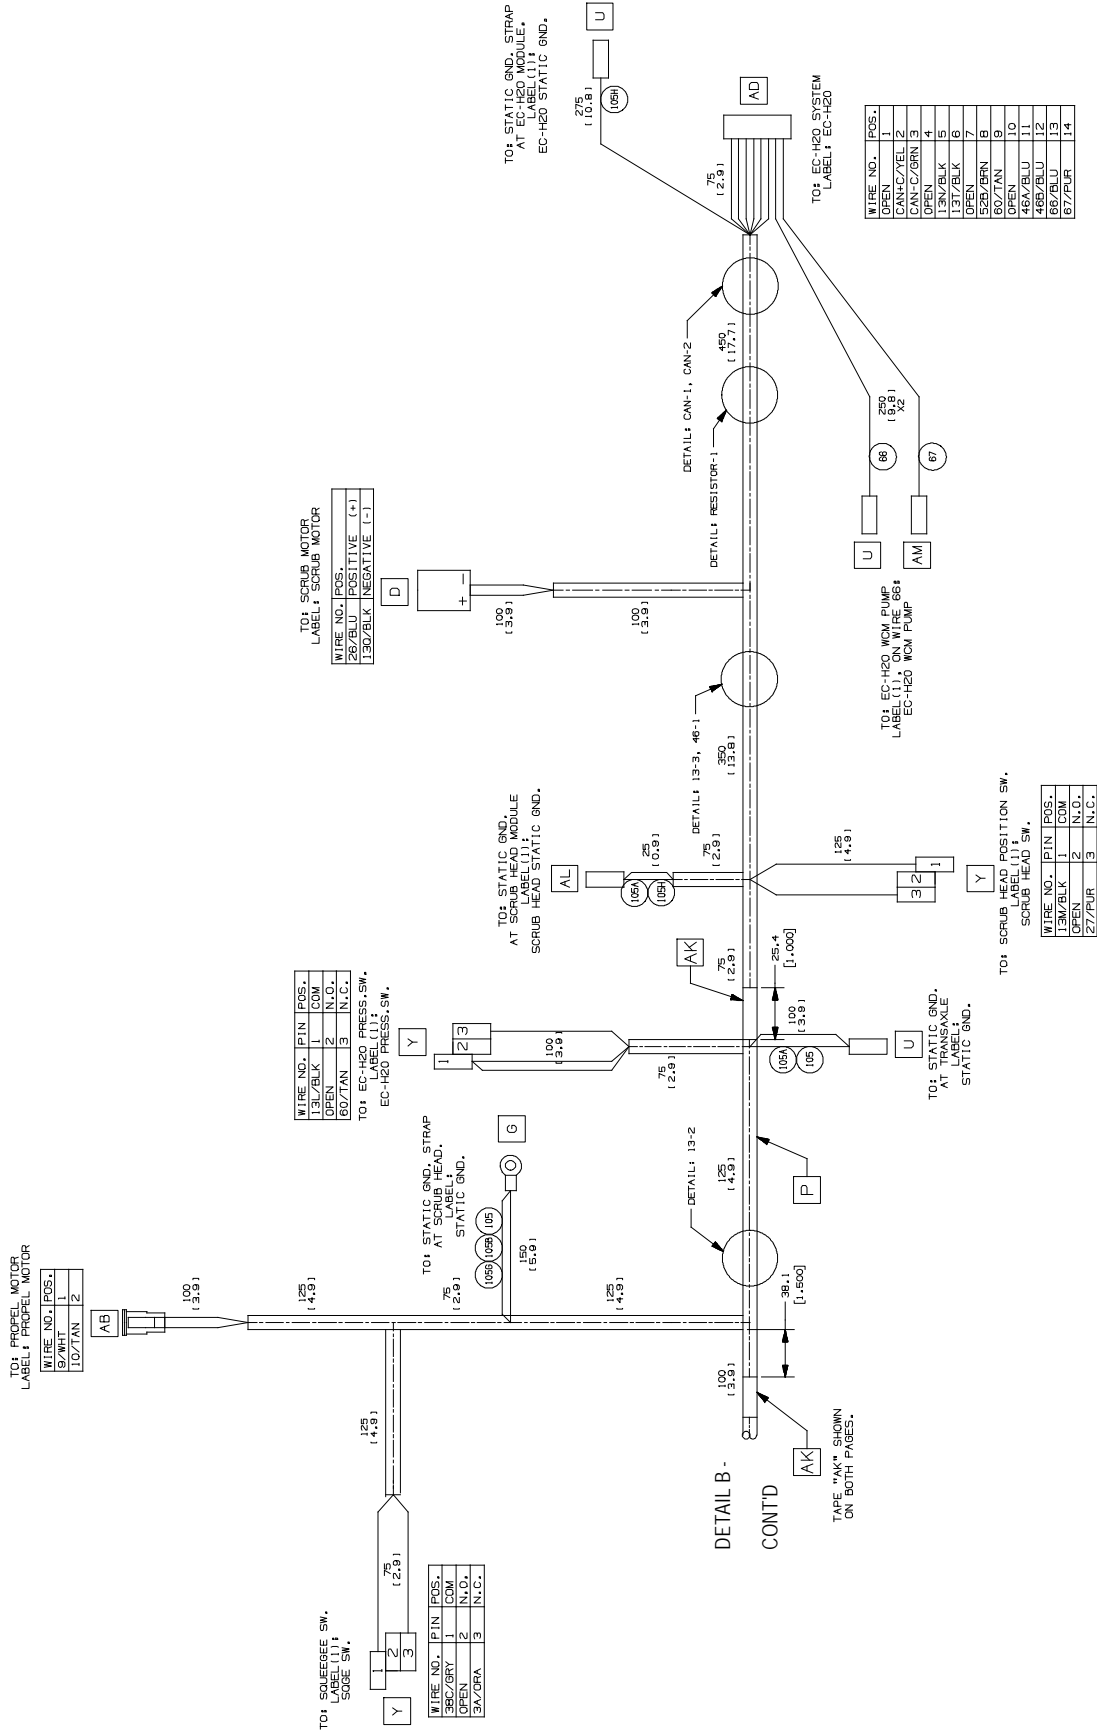 TO: PROPEL MOTOR
LABEL: PROPEL MOTOR
WIRE NO. POS.
9/WHT 1
10/TAN 2
AB
100
[3.9]
125
[4.9]
75
[2.9]
125
[4.9]
TO: SQUEEGEE SW.
LABEL(1):
SQGE SW.
1
2
3
Y
75
[2.9]
125
[4.9]
WIRE NO. PIN POS.
38C/GRY 1 COM
OPEN 2 N.O.
3A/ORA 3 N.C.
TO: STATIC GND. STRAP
AT SCRUB HEAD.
LABEL:
STATIC GND.
105G 105B 105
150
[5.9]
G
DETAIL B -
CONT'D
100
[3.9]
38.1
[1.500]
AK
TAPE "AK" SHOWN
ON BOTH PAGES.
DETAIL: 13-2
125
[4.9]
P
WIRE NO. PIN POS.
13L/BLK 1 COM
OPEN 2 N.O.
60/TAN 3 N.C.
TO: EC-H2O PRESS.SW.
LABEL(1):
EC-H2O PRESS.SW.
Y
1
2 3
100
[3.9]
75
[2.9]
105A 105
100
[3.9]
U
TO: STATIC GND.
AT TRANSAXLE
LABEL:
STATIC GND.
AK
75
[2.9]
25.4
[1.000]
TO: STATIC GND.
AT SCRUB HEAD MODULE
LABEL(1):
SCRUB HEAD STATIC GND.
AL
25
[0.9]
105A 105H
75
[2.9]
125
[4.9]
3 2 1
Y
TO: SCRUB HEAD POSITION SW.
LABEL(1):
SCRUB HEAD SW.
WIRE NO. PIN POS.
13M/BLK 1 COM
OPEN 2 N.O.
27/PUR 3 N.C.
DETAIL: 13-3, 46-1
350
[13.8]
TO: SCRUB MOTOR
LABEL: SCRUB MOTOR
WIRE NO. POS.
26/BLU POSITIVE (+)
13Q/BLK NEGATIVE (-)
D
+ -
100
[3.9]
100
[3.9]
DETAIL: RESISTOR-1
DETAIL: CAN-1, CAN-2
450
[17.7]
TO: STATIC GND. STRAP
AT EC-H2O MODULE.
LABEL(1):
EC-H2O STATIC GND.
U
275
[10.8]
105H
75
[2.9]
AD
TO: EC-H2O SYSTEM
LABEL: EC-H2O
WIRE NO. POS.
OPEN 1
CAN+C/YEL 2
CAN-C/GRN 3
OPEN 4
13N/BLK 5
13T/BLK 6
OPEN 7
52B/BRN 8
60/TAN 9
OPEN 10
46A/BLU 11
46B/BLU 12
66/BLU 13
67/PUR 14
250
[9.8]
X2
66
67
U
AM
TO: EC-H2O WCM PUMP
LABEL(1), ON WIRE 66:
EC-H2O WCM PUMP